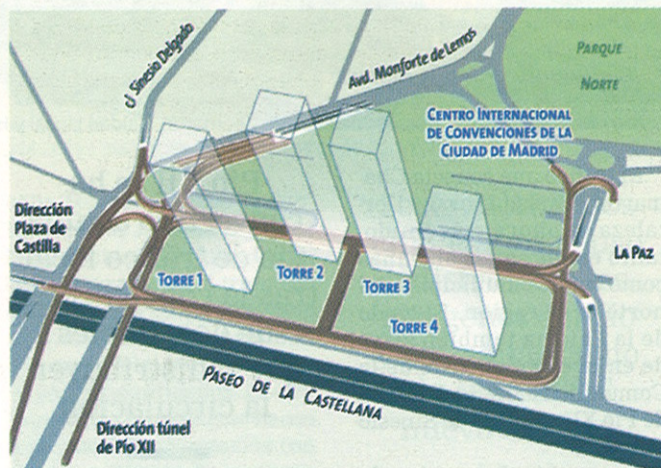 c/ Sinesio Delgado
Avd. Monforte de Lemos
PARQUE
NORTE
CENTRO INTERNACIONAL
DE CONVENCIONES DE LA
CIUDAD DE MADRID
Dirección
Plaza de
Castilla
LA PAZ
TORRE 1
TORRE 2
TORRE 3
TORRE 4
PASEO DE LA CASTELLANA
Dirección túnel
de Pío XII